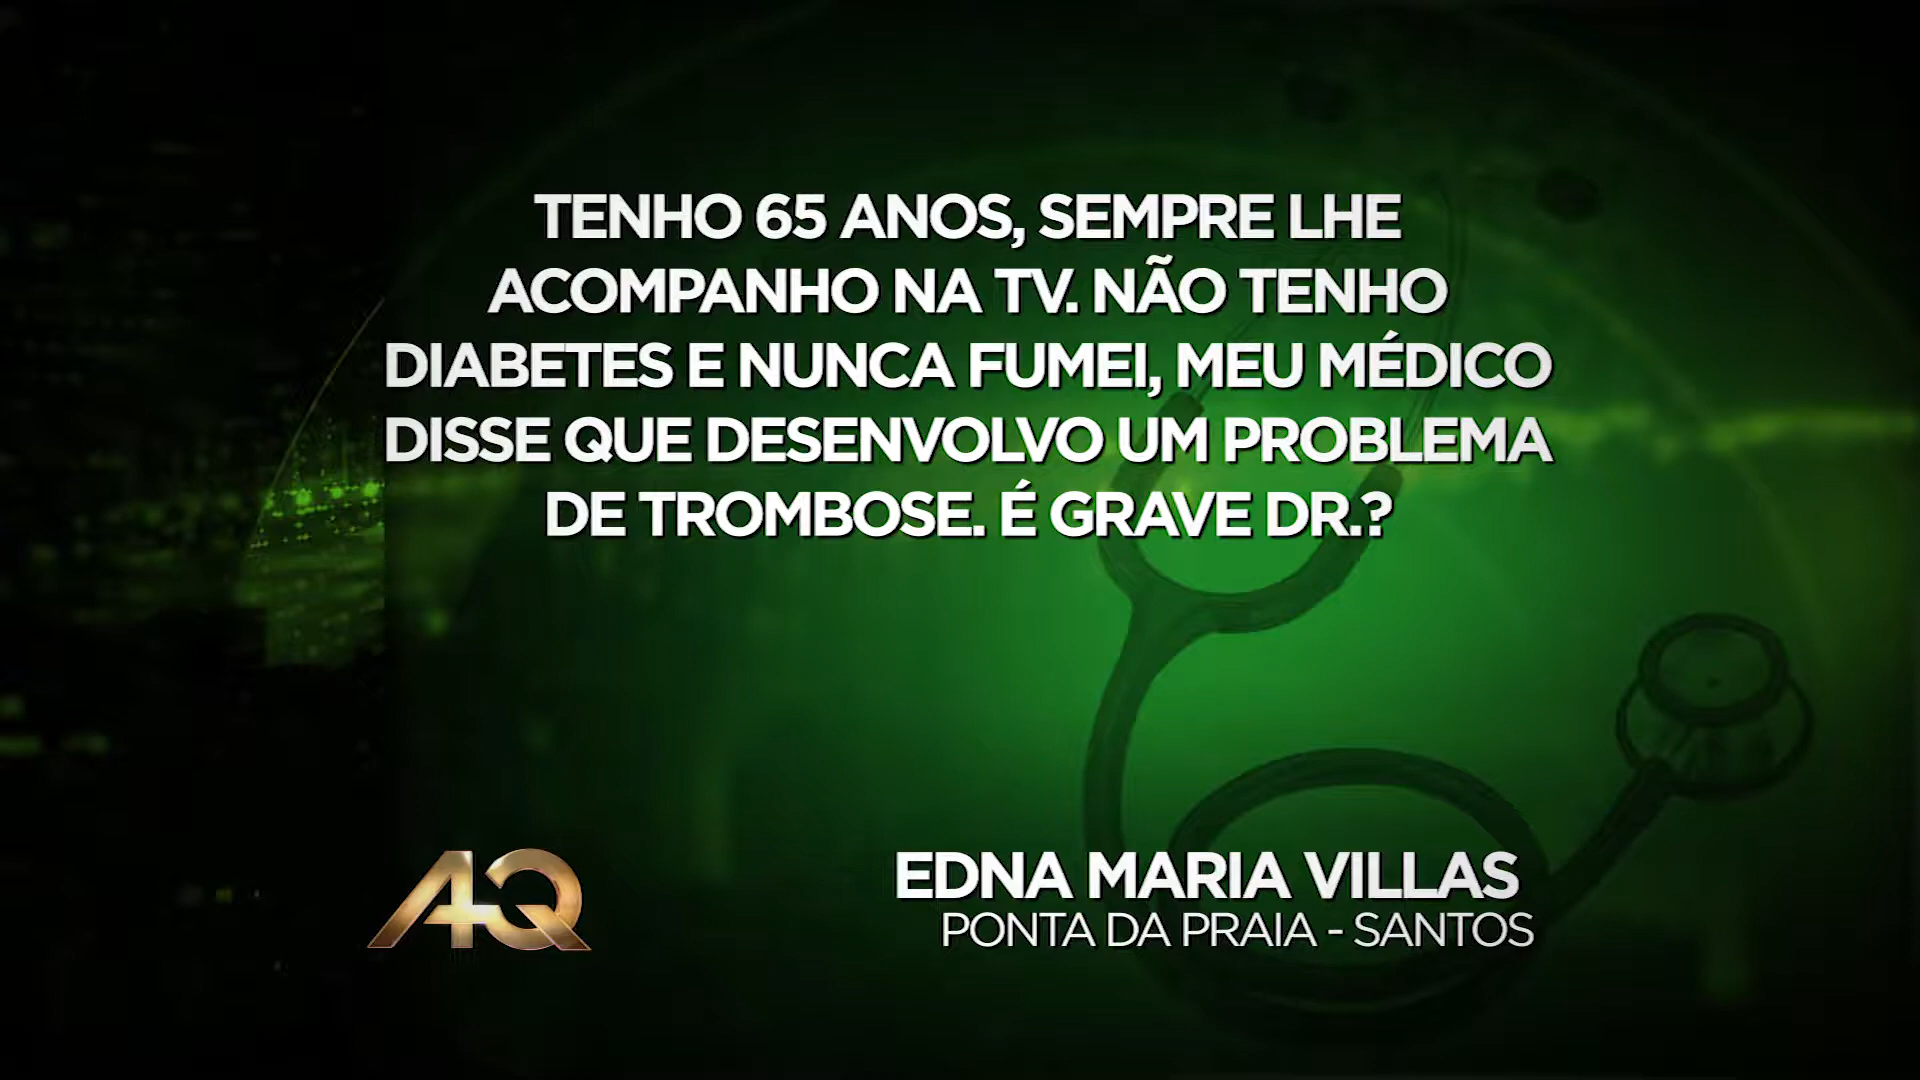 TENHO 65 ANOS, SEMPRE LHE
ACOMPANHO NA TV. NÃO TENHO
DIABETES E NUNCA FUMEI, MEU MÉDICO
DISSE QUE DESENVOLVO UM PROBLEMA
DE TROMBOSE. É GRAVE DR.?
AQ
EDNA MARIA VILLAS
PONTA DA PRAIA - SANTOS